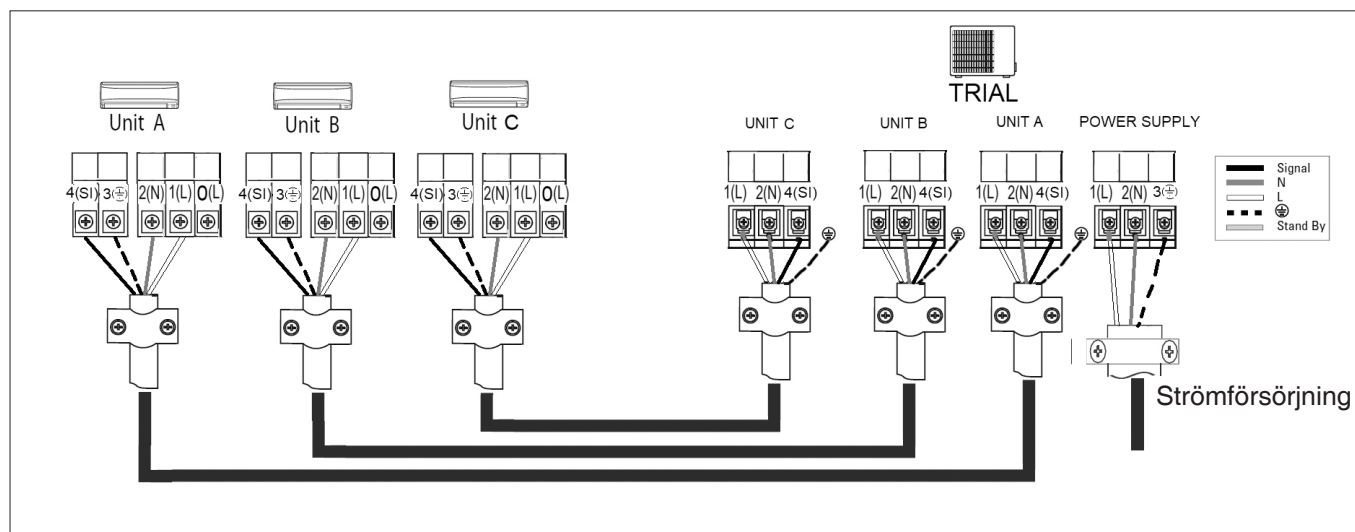 TRIAL
Unit A
Unit B
Unit C
UNIT C
UNIT B
UNIT A
POWER SUPPLY
4(SI) 3 2(N) 1(L) 0(L)
4(SI) 3 2(N) 1(L) 0(L)
4(SI) 3 2(N) 1(L) 0(L)
1(L) 2(N) 4(SI)
1(L) 2(N) 4(SI)
1(L) 2(N) 4(SI)
1(L) 2(N) 3
Signal
N
L
Stand By
Strömförsörjning